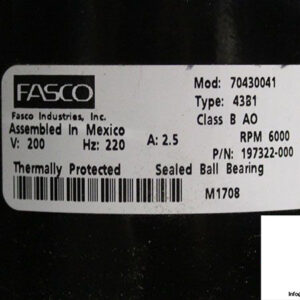 FASCO
Fasco Industries, Inc.
Assembled In Mexico
V: 200 Hz: 220 A: 2.5
Thermally Protected
Mod: 70430041
Type: 43B1
Class B AO
RPM 6000
P/N: 197322-000
Sealed Ball Bearing
M1708